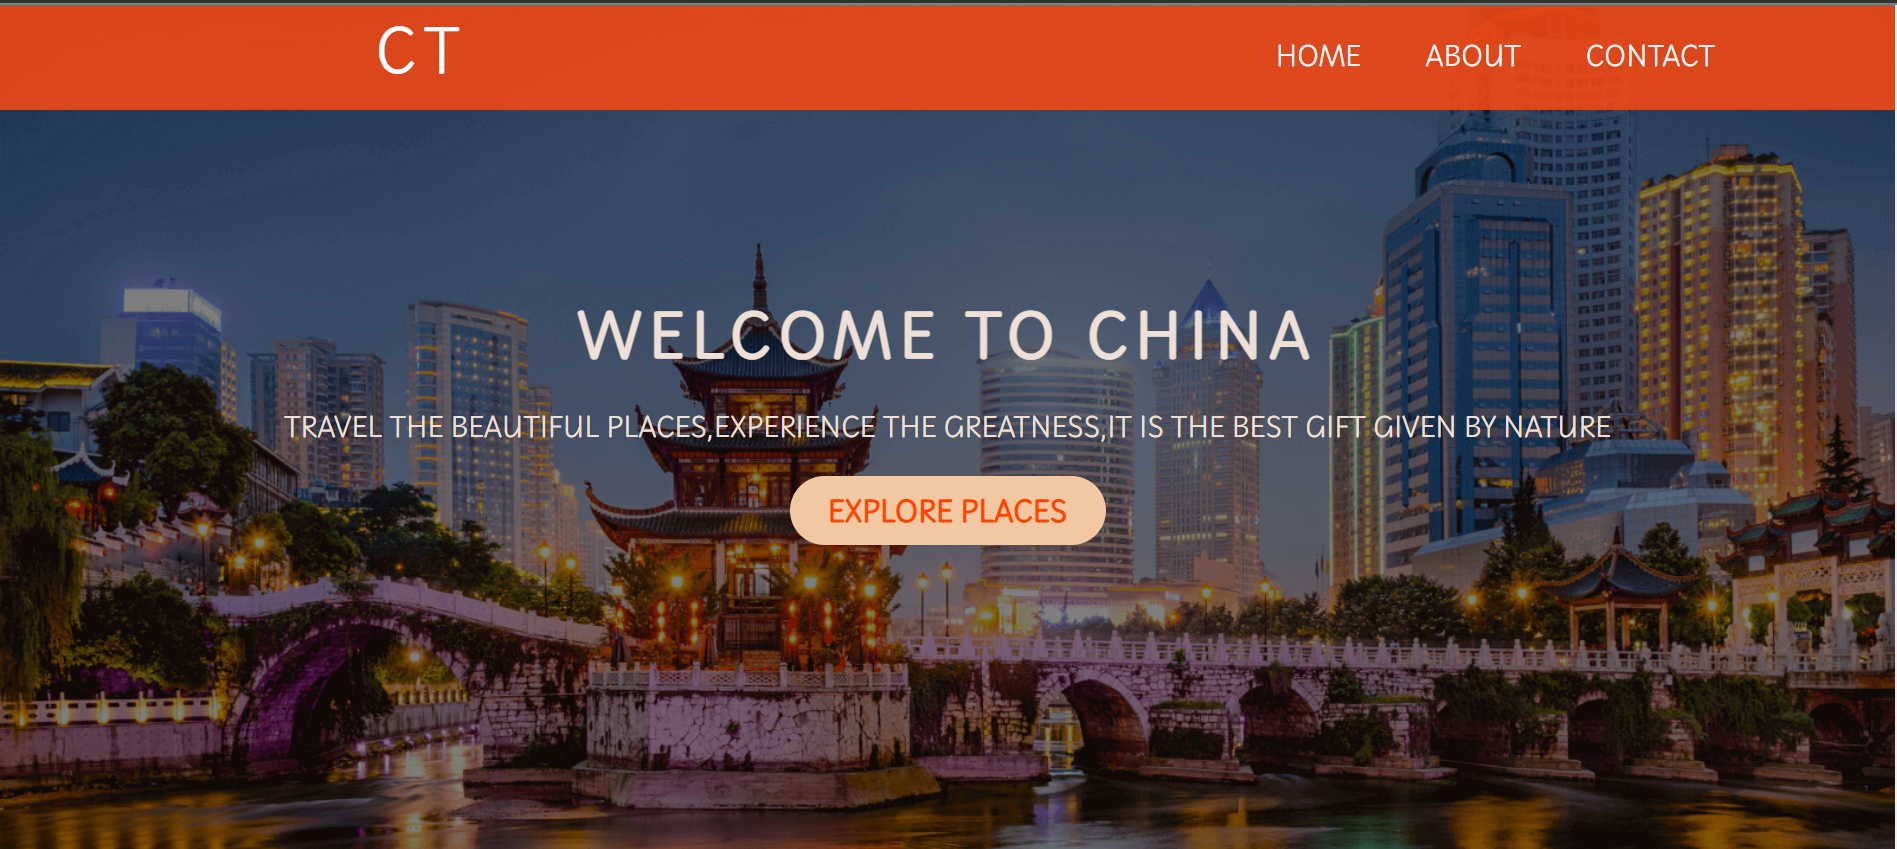 CT
HOME ABOUT CONTACT
WELCOME TO CHINA
TRAVEL THE BEAUTIFUL PLACES,EXPERIENCE THE GREATNESS,IT IS THE BEST GIFT GIVEN BY NATURE
EXPLORE PLACES